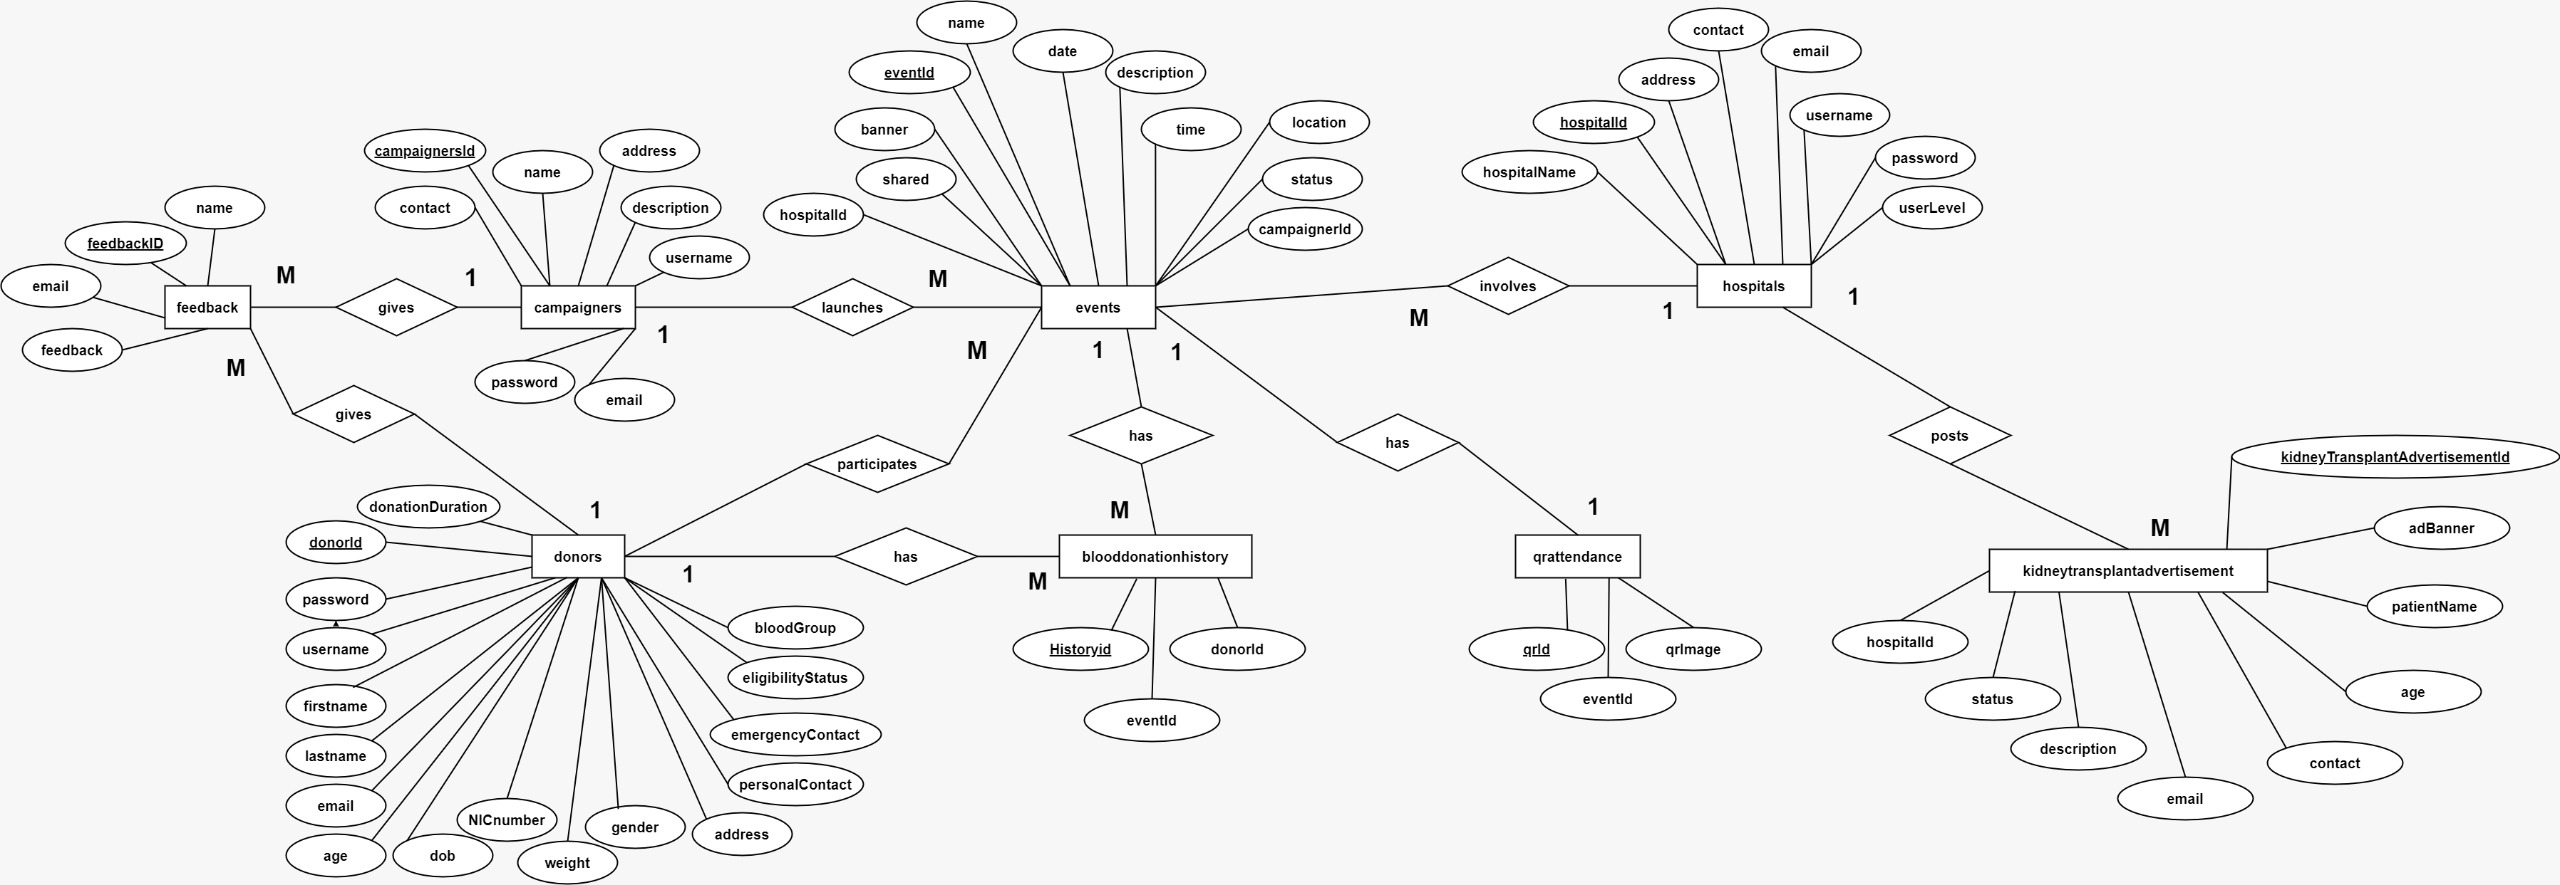 name
date
eventId
description
banner
time
location
shared
status
hospitalId
campaignerId
contact
email
address
hospitalId
username
hospitalName
password
userLevel
campaignersId
name
address
contact
description
username
name
feedbackID
email
feedback
feedback
M
gives
1
campaigners
1
launches
M
events
M
1
1
M
involves
1
hospitals
1
password
email
M
gives
participates
has
has
posts
1
M
1
M
donationDuration
donorId
donors
1
has
M
blooddonationhistory
qrattendance
kidneytransplantadvertisement
kidneyTransplantAdvertisementId
adBanner
patientName
age
contact
email
description
status
hospitalId
password
username
firstname
lastname
email
age
dob
NICnumber
weight
gender
address
personalContact
emergencyContact
eligibilityStatus
bloodGroup
Historyid
eventId
donorId
qrId
eventId
qrImage